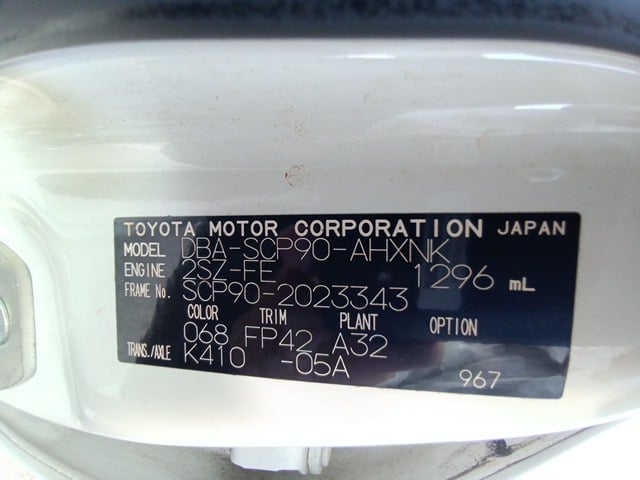 TOYOTA MOTOR CORPORATION JAPAN
MODEL DBA-SCP90-AHXNK
ENGINE 2SZ-FE 1296 mL
FRAME No. SCP90-2023343
COLOR TRIM PLANT OPTION
068 FP42 A32
TRANS./AXLE K410 -05A
967